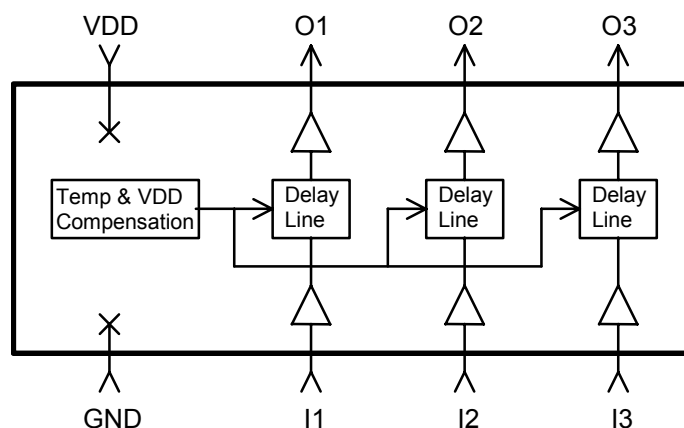 VDD O1 O2 O3
Temp & VDD
Compensation
Delay
Line
Delay
Line
Delay
Line
GND I1 I2 I3